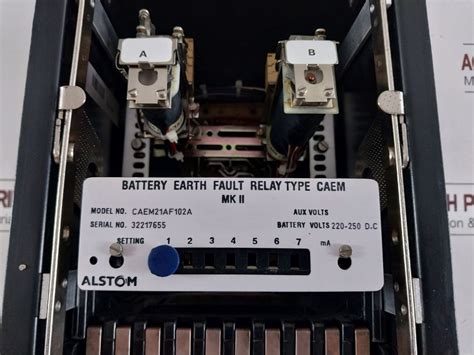 A
B
BATTERY EARTH FAULT RELAY TYPE CAEM
MK II
MODEL NO. CAEM21AF102A AUX VOLTS
SERIAL NO. 32217655 BATTERY VOLTS 220-250 D.C
SETTING 1 2 3 4 5 6 7 mA
ALSTOM